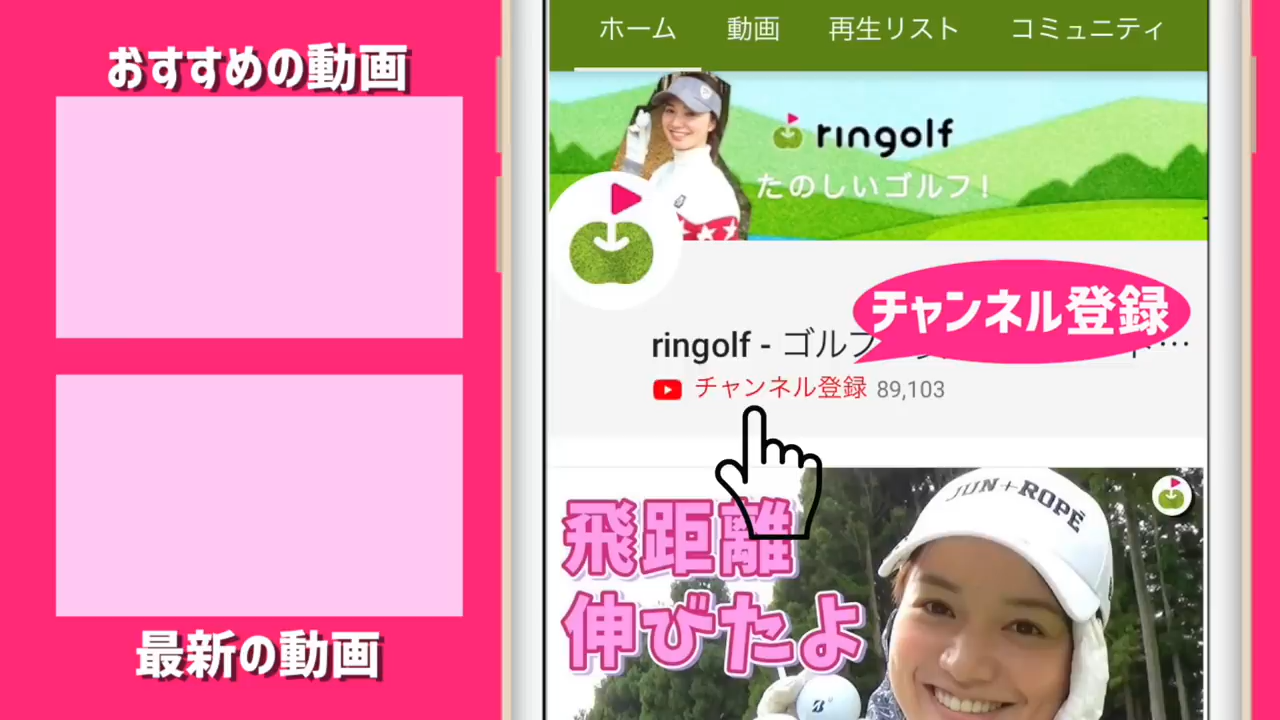 おすすめの動画
最新の動画
ホーム 動画 再生リスト コミュニティ
ringolf
たのしいゴルフ!
チャンネル登録
ringolf - ゴルフ
チャンネル登録 89,103
飛距離
伸びたよ
JUN+ROPÉ
B